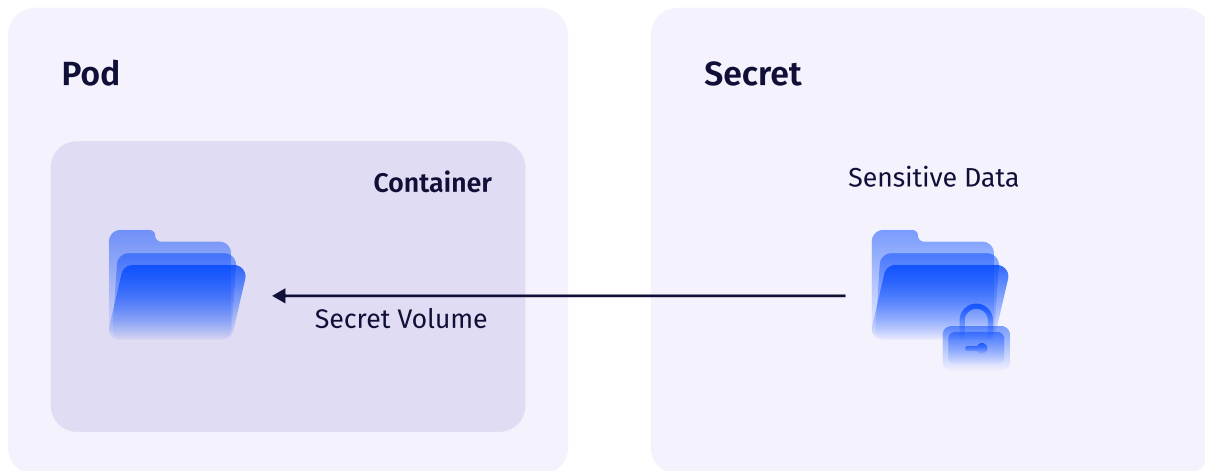 Pod
Secret
Container
Sensitive Data
Secret Volume